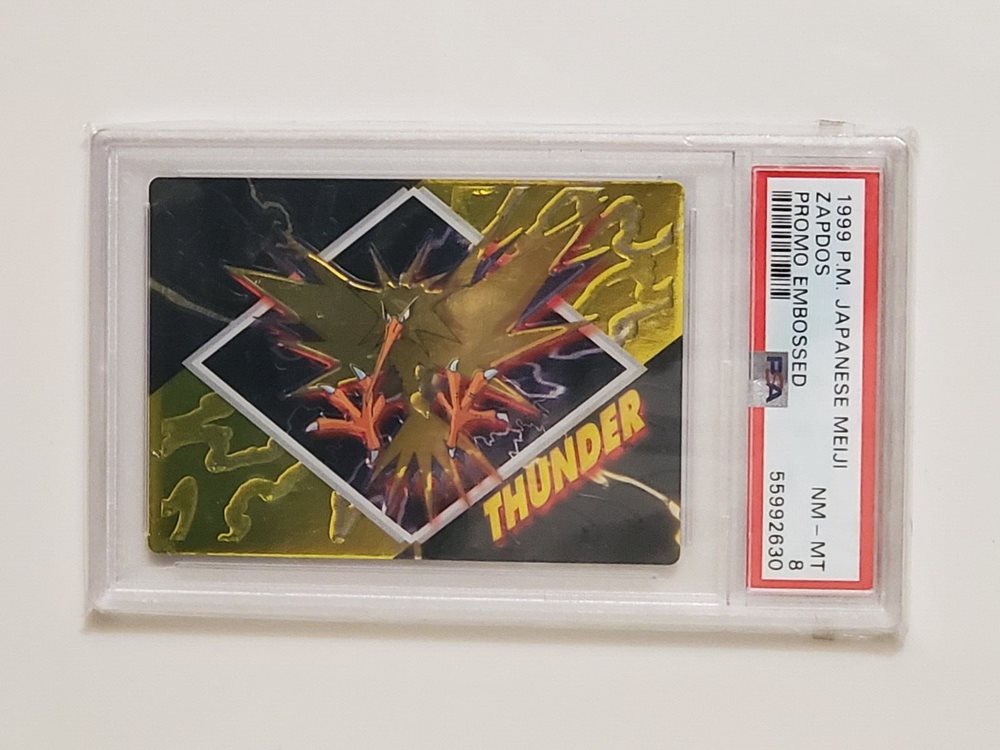 1999 P.M. JAPANESE MEIJI
ZAPDOS NM - MT
PROMO EMBOSSED 8
55992630
PSA
THUNDER